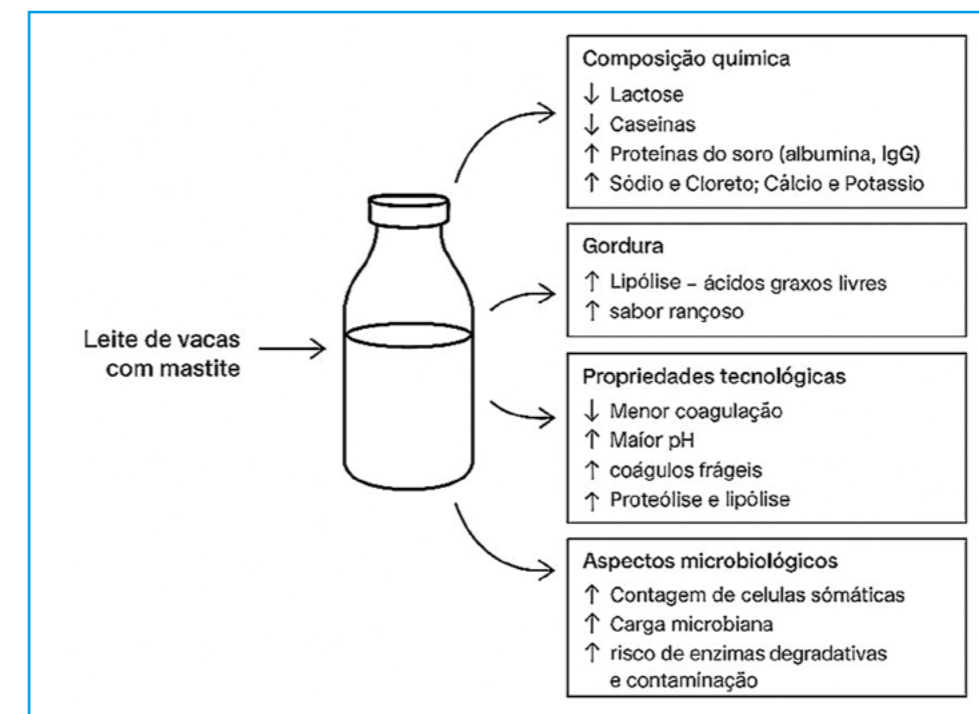 Leite de vacas
com mastite
Composição química
↓ Lactose
↓ Caseínas
↑ Proteínas do soro (albumina, IgG)
↑ Sódio e Cloreto; Cálcio e Potassio
Gordura
↑ Lipólise – ácidos graxos livres
↑ sabor rançoso
Propriedades tecnológicas
↓ Menor coagulação
↑ Maíor pH
↑ coágulos frágeis
↑ Proteólise e lipólise
Aspectos microbiológicos
↑ Contagem de celulas sómáticas
↑ Carga microbiana
↑ risco de enzimas degradativas
e contamínação